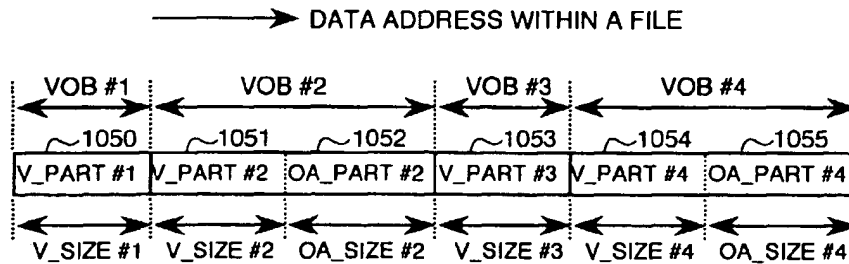 DATA ADDRESS WITHIN A FILE
VOB #1 VOB #2 VOB #3 VOB #4
1050 1051 1052 1053 1054 1055
V_PART #1 V_PART #2 OA_PART #2 V_PART #3 V_PART #4 OA_PART #4
V_SIZE #1 V_SIZE #2 OA_SIZE #2 V_SIZE #3 V_SIZE #4 OA_SIZE #4